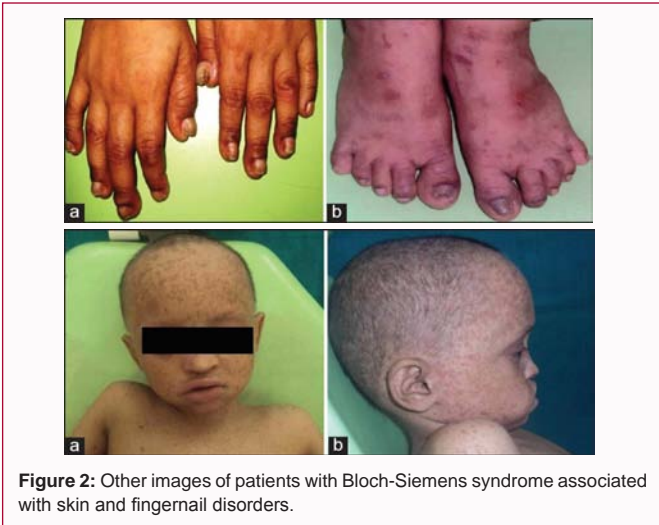 a
b
a
b
Figure 2: Other images of patients with Bloch-Siemens syndrome associated
with skin and fingernail disorders.